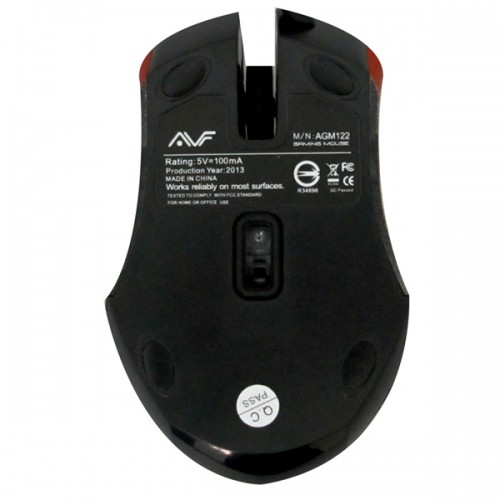 AVF
M/N: AGM122
GAMING MOUSE
Rating: 5V=100mA
Production Year: 2013
MADE IN CHINA
Works reliably on most surfaces.
TESTED TO COMPLY WITH FCC STANDARD
FOR HOME OR OFFICE USE
R34896
CE FC
QC Passed
Q.C
PASS